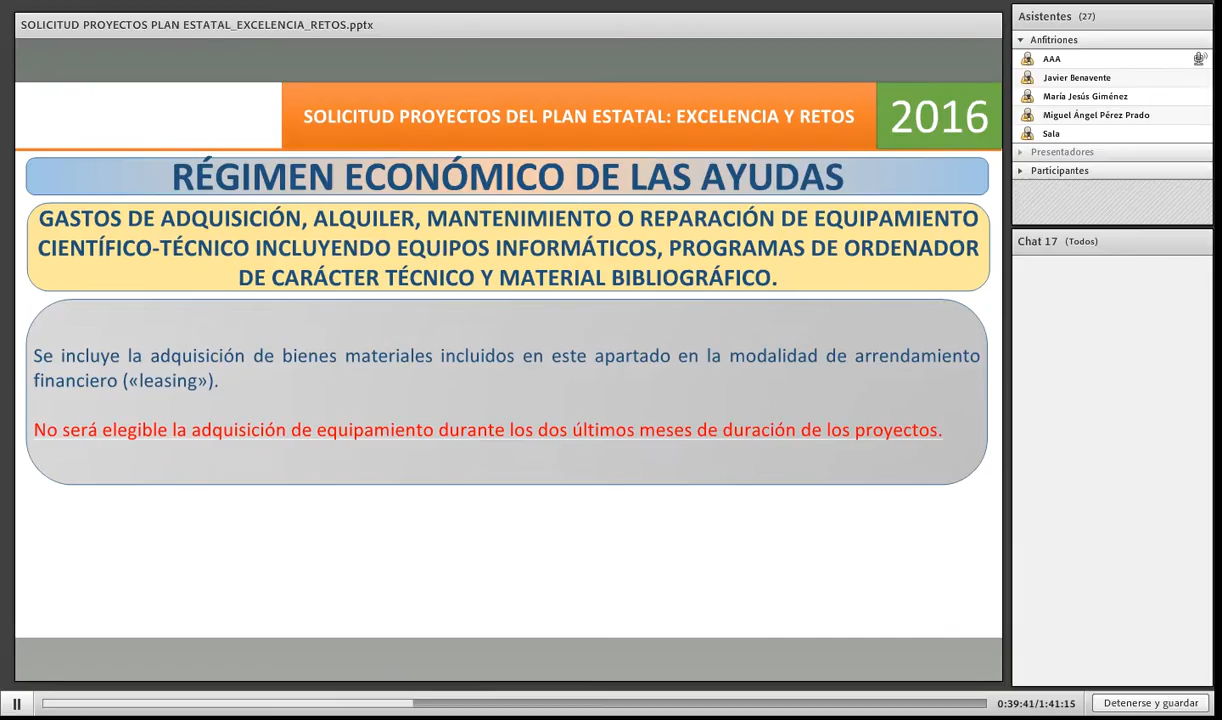 SOLICITUD PROYECTOS PLAN ESTATAL_EXCELENCIA_RETOS.pptx
SOLICITUD PROYECTOS DEL PLAN ESTATAL: EXCELENCIA Y RETOS
2016
RÉGIMEN ECONÓMICO DE LAS AYUDAS
GASTOS DE ADQUISICIÓN, ALQUILER, MANTENIMIENTO O REPARACIÓN DE EQUIPAMIENTO
CIENTÍFICO-TÉCNICO INCLUYENDO EQUIPOS INFORMÁTICOS, PROGRAMAS DE ORDENADOR
DE CARÁCTER TÉCNICO Y MATERIAL BIBLIOGRÁFICO.
Se incluye la adquisición de bienes materiales incluidos en este apartado en la modalidad de arrendamiento
financiero («leasing»).
No será elegible la adquisición de equipamiento durante los dos últimos meses de duración de los proyectos.
Asistentes (27)
Anfitriones
AAA
Javier Benavente
María Jesús Giménez
Miguel Ángel Pérez Prado
Sala
Presentadores
Participantes
Chat 17 (Todos)
0:39:41/1:41:15
Detenerse y guardar